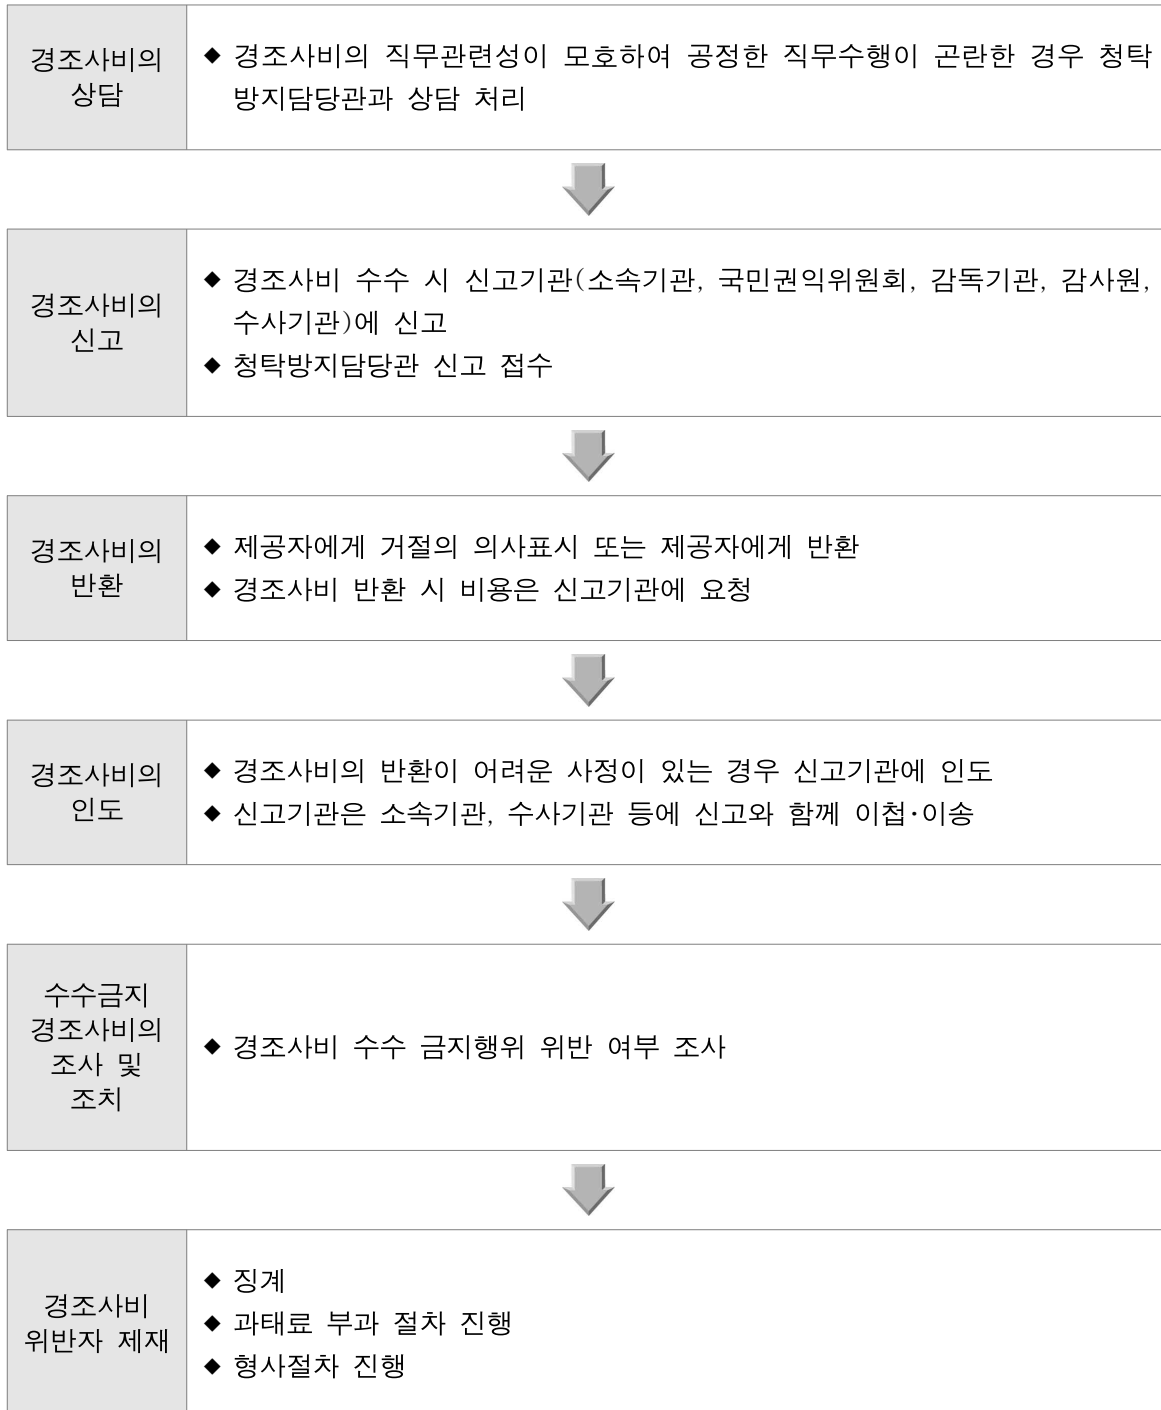 경조사비의
상담
◆ 경조사비의 직무관련성이 모호하여 공정한 직무수행이 곤란한 경우 청탁
방지담당관과 상담 처리
경조사비의
신고
◆ 경조사비 수수 시 신고기관(소속기관, 국민권익위원회, 감독기관, 감사원,
수사기관)에 신고
◆ 청탁방지담당관 신고 접수
경조사비의
반환
◆ 제공자에게 거절의 의사표시 또는 제공자에게 반환
◆ 경조사비 반환 시 비용은 신고기관에 요청
경조사비의
인도
◆ 경조사비의 반환이 어려운 사정이 있는 경우 신고기관에 인도
◆ 신고기관은 소속기관, 수사기관 등에 신고와 함께 이첩·이송
수수금지
경조사비의
조사 및
조치
◆ 경조사비 수수 금지행위 위반 여부 조사
경조사비
위반자 제재
◆ 징계
◆ 과태료 부과 절차 진행
◆ 형사절차 진행